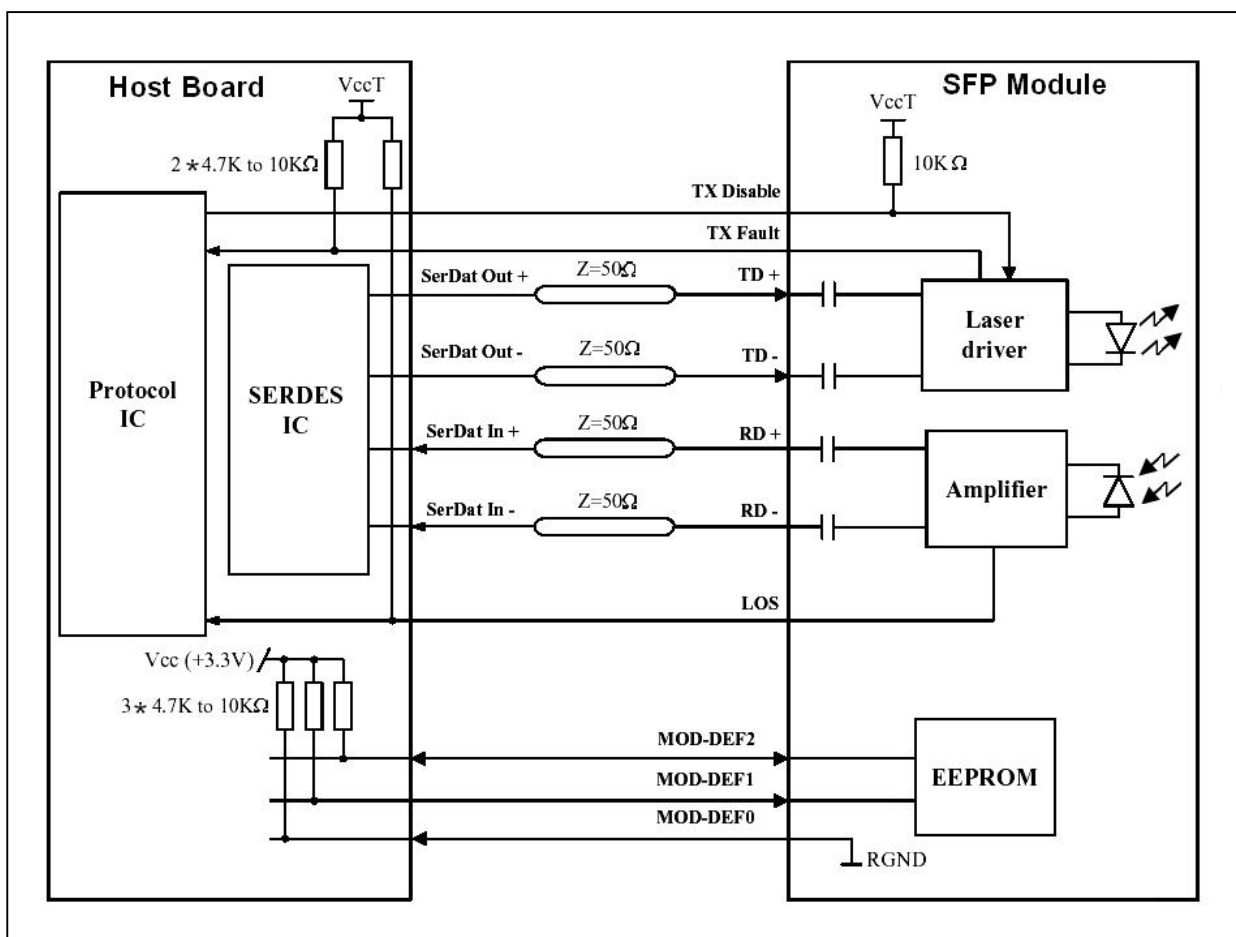 Host Board
SFP Module
VccT
VccT
2*4.7K to 10KΩ
10KΩ
TX Disable
TX Fault
SerDat Out +
Z=50Ω
TD +
Laser
driver
SerDat Out -
Z=50Ω
TD -
Protocol
IC
SERDES
IC
SerDat In +
Z=50Ω
RD +
Amplifier
SerDat In -
Z=50Ω
RD -
LOS
Vcc (+3.3V)
3*4.7K to 10KΩ
MOD-DEF2
MOD-DEF1
MOD-DEF0
EEPROM
RGND